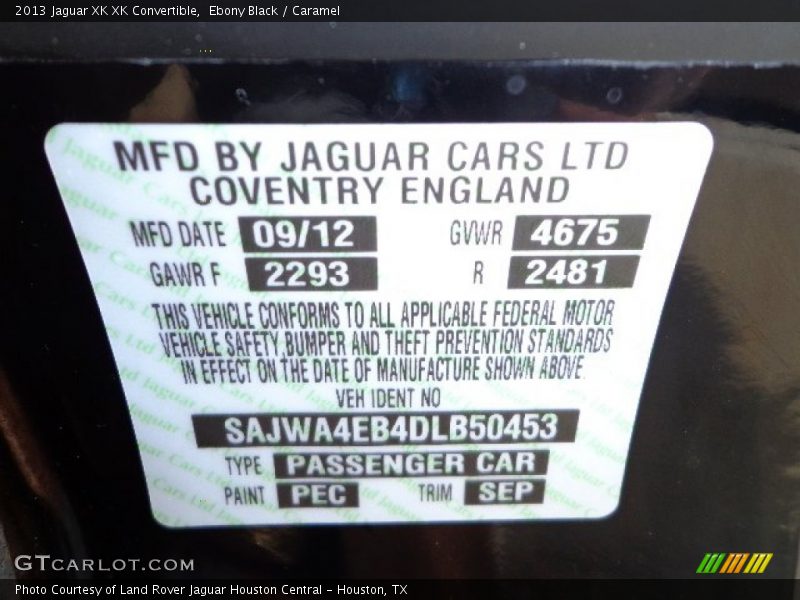 2013 Jaguar XK XK Convertible, Ebony Black / Caramel
MFD BY JAGUAR CARS LTD
COVENTRY ENGLAND
MFD DATE 09/12 GVWR 4675
GAWR F 2293 R 2481
THIS VEHICLE CONFORMS TO ALL APPLICABLE FEDERAL MOTOR
VEHICLE SAFETY, BUMPER AND THEFT PREVENTION STANDARDS
IN EFFECT ON THE DATE OF MANUFACTURE SHOWN ABOVE.
VEH IDENT NO
SAJWA4EB4DLB50453
TYPE PASSENGER CAR
PAINT PEC TRIM SEP
GTCARLOT.COM
Photo Courtesy of Land Rover Jaguar Houston Central - Houston, TX